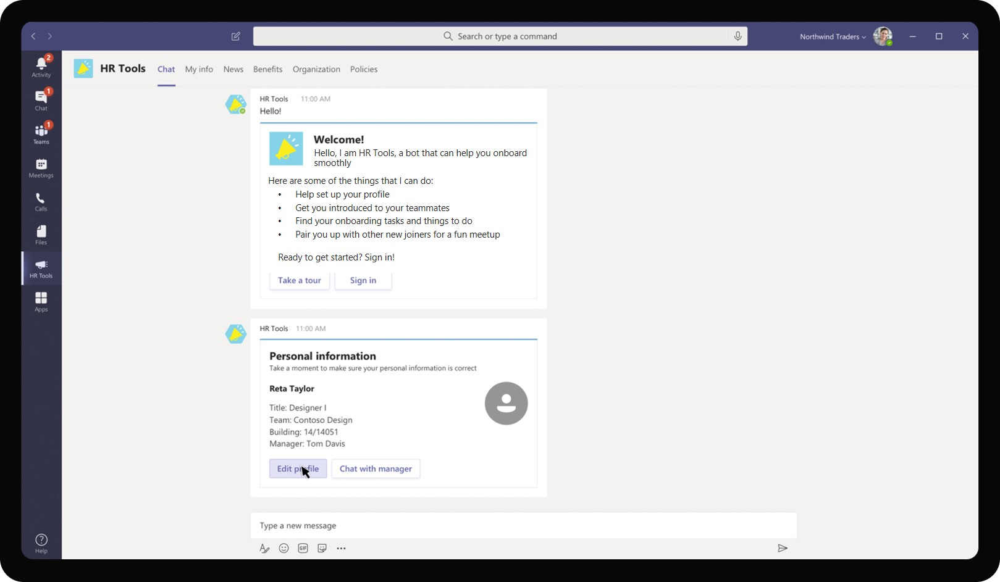 Search or type a command
Northwind Traders
2
Activity
1
Chat
1
Teams
Meetings
Calls
Files
HR Tools
Apps
Help
HR Tools Chat My info News Benefits Organization Policies
HR Tools 11:00 AM
Hello!
Welcome!
Hello, I am HR Tools, a bot that can help you onboard
smoothly
Here are some of the things that I can do:
• Help set up your profile
• Get you introduced to your teammates
• Find your onboarding tasks and things to do
• Pair you up with other new joiners for a fun meetup
Ready to get started? Sign in!
Take a tour Sign in
HR Tools 11:00 AM
Personal information
Take a moment to make sure your personal information is correct
Reta Taylor
Title: Designer I
Team: Contoso Design
Building: 14/14051
Manager: Tom Davis
Edit profile Chat with manager
Type a new message
GIF